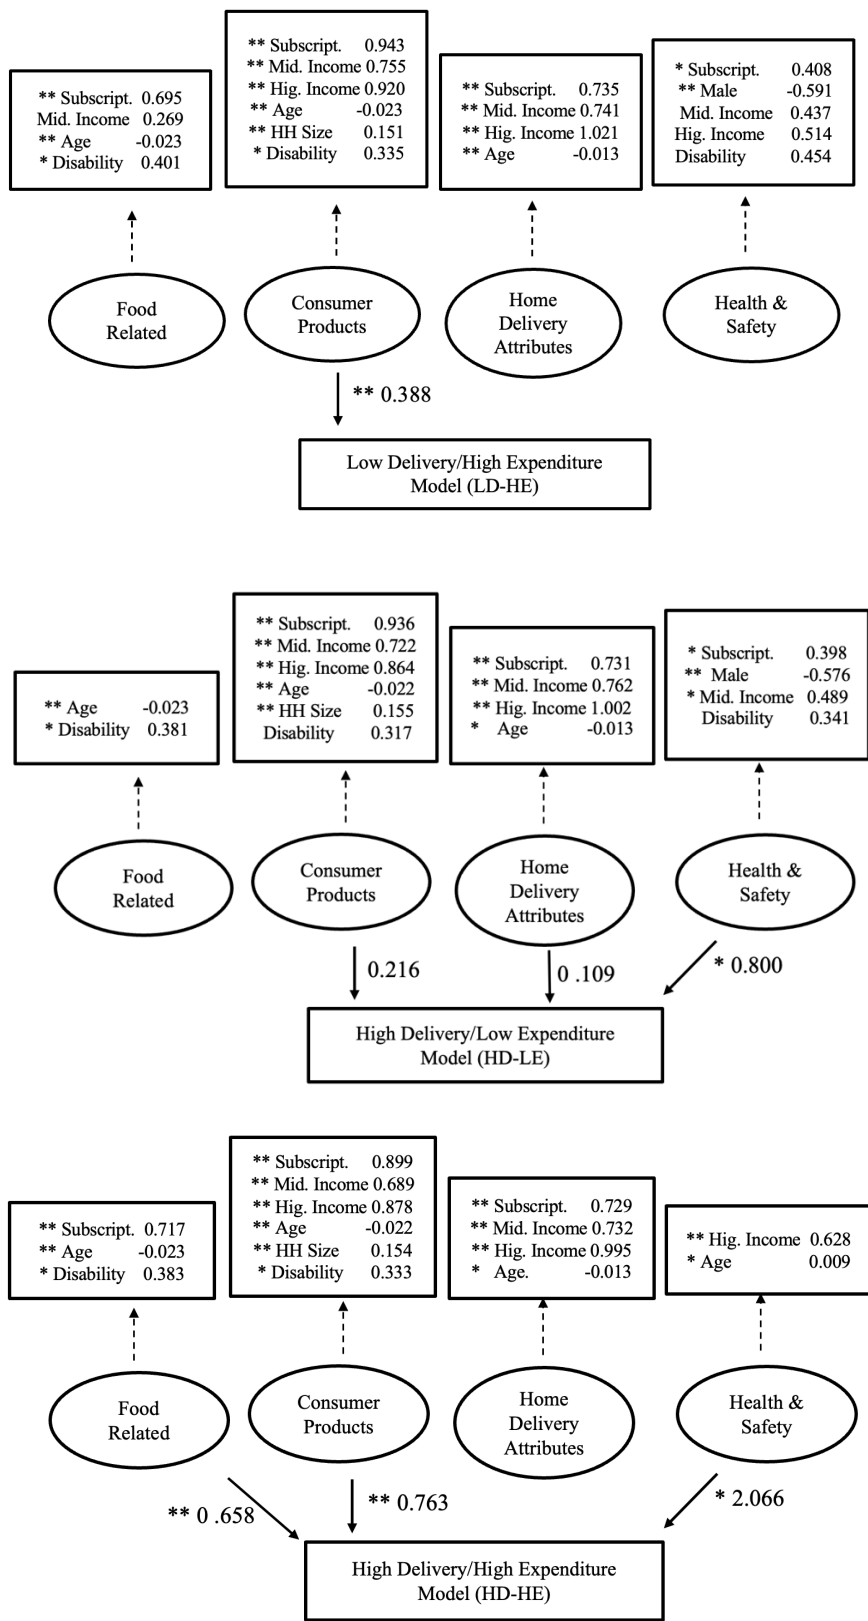 ** Subscript. 0.695
Mid. Income 0.269
** Age -0.023
* Disability 0.401
** Subscript. 0.943
** Mid. Income 0.755
** Hig. Income 0.920
** Age -0.023
** HH Size 0.151
* Disability 0.335
** Subscript. 0.735
** Mid. Income 0.741
** Hig. Income 1.021
** Age -0.013
* Subscript. 0.408
** Male -0.591
Mid. Income 0.437
Hig. Income 0.514
Disability 0.454
Food
Related
Consumer
Products
Home
Delivery
Attributes
Health &
Safety
** 0.388
Low Delivery/High Expenditure
Model (LD-HE)
** Age -0.023
* Disability 0.381
** Subscript. 0.936
** Mid. Income 0.722
** Hig. Income 0.864
** Age -0.022
** HH Size 0.155
Disability 0.317
** Subscript. 0.731
** Mid. Income 0.762
** Hig. Income 1.002
* Age -0.013
* Subscript. 0.398
** Male -0.576
* Mid. Income 0.489
Disability 0.341
Food
Related
Consumer
Products
Home
Delivery
Attributes
Health &
Safety
0.216
0 .109
* 0.800
High Delivery/Low Expenditure
Model (HD-LE)
** Subscript. 0.717
** Age -0.023
* Disability 0.383
** Subscript. 0.899
** Mid. Income 0.689
** Hig. Income 0.878
** Age -0.022
** HH Size 0.154
* Disability 0.333
** Subscript. 0.729
** Mid. Income 0.732
** Hig. Income 0.995
* Age. -0.013
** Hig. Income 0.628
* Age 0.009
Food
Related
Consumer
Products
Home
Delivery
Attributes
Health &
Safety
** 0 .658
** 0.763
* 2.066
High Delivery/High Expenditure
Model (HD-HE)